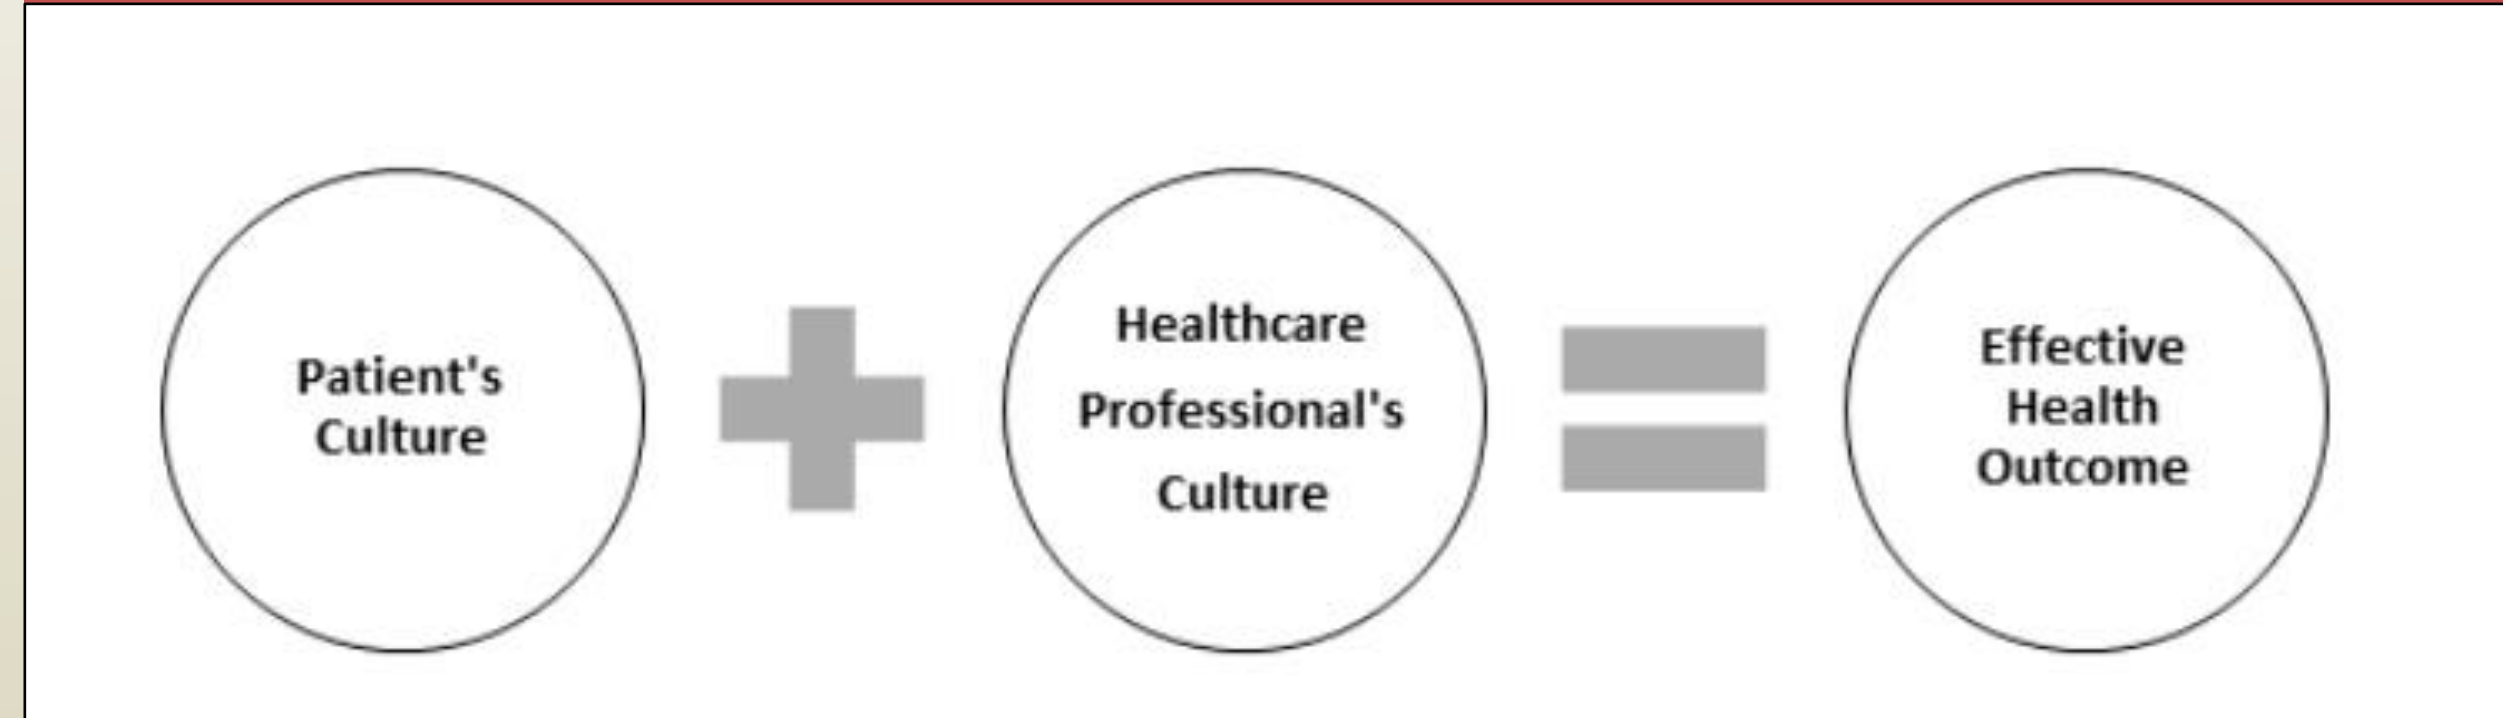 Patient's
Culture
Healthcare
Professional's
Culture
Effective
Health
Outcome